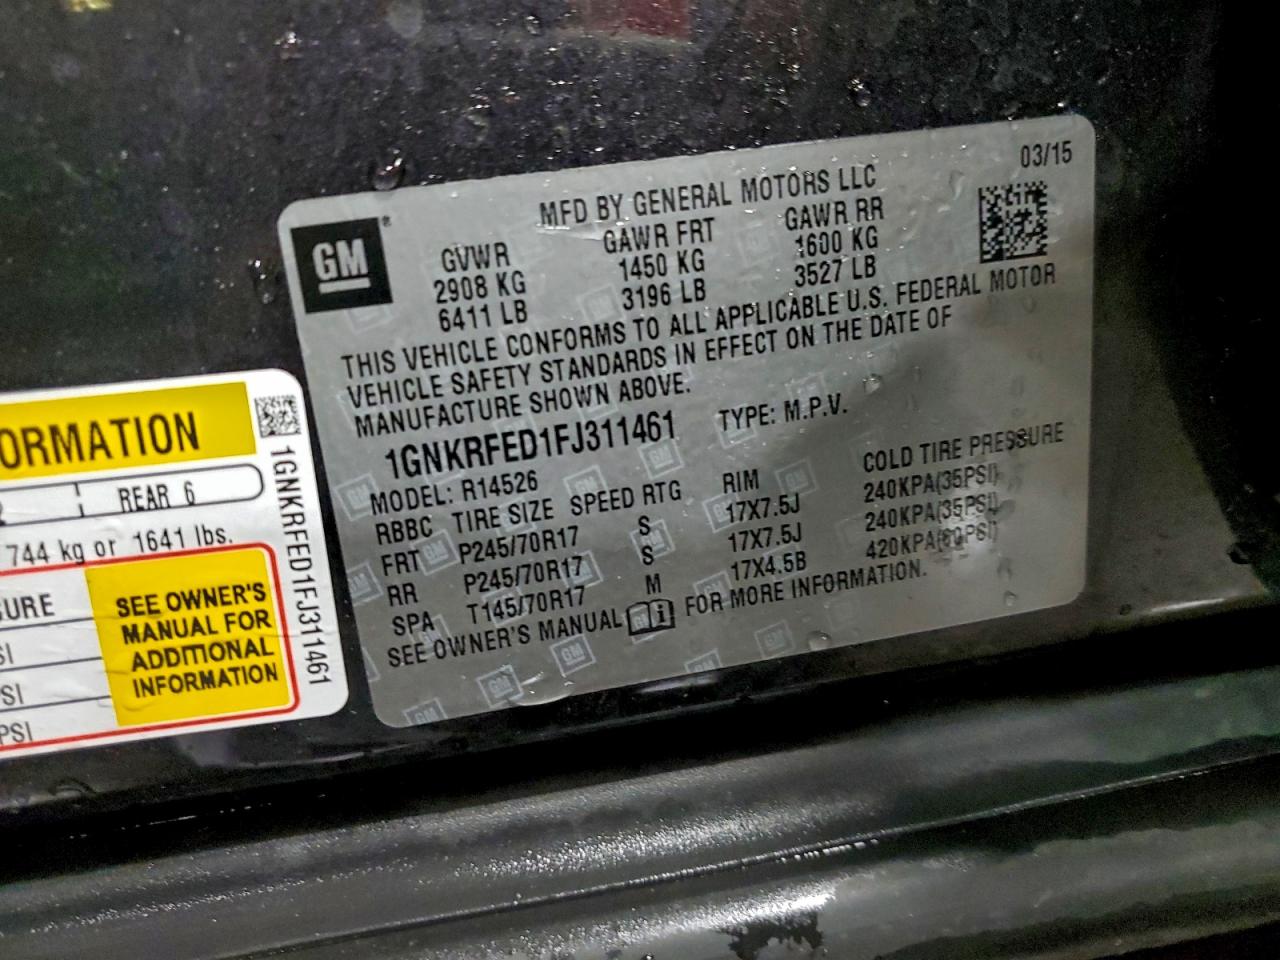 03/15
GM
MFD BY GENERAL MOTORS LLC
GVWR GAWR FRT GAWR RR
2908 KG 1450 KG 1600 KG
6411 LB 3196 LB 3527 LB
THIS VEHICLE CONFORMS TO ALL APPLICABLE U.S. FEDERAL MOTOR
VEHICLE SAFETY STANDARDS IN EFFECT ON THE DATE OF
MANUFACTURE SHOWN ABOVE.
1GNKRFED1FJ311461 TYPE: M.P.V.
MODEL: R14526
RBBC TIRE SIZE SPEED RTG RIM COLD TIRE PRESSURE
FRT P245/70R17 S 17X7.5J 240KPA(35PSI)
RR P245/70R17 S 17X7.5J 240KPA(35PSI)
SPA T145/70R17 M 17X4.5B 420KPA(60PSI)
SEE OWNER'S MANUAL FOR MORE INFORMATION.
ORMATION
REAR 6
744 kg or 1641 lbs.
SURE
SI
SI
PSI
SEE OWNER'S
MANUAL FOR
ADDITIONAL
INFORMATION
1GNKRFED1FJ311461